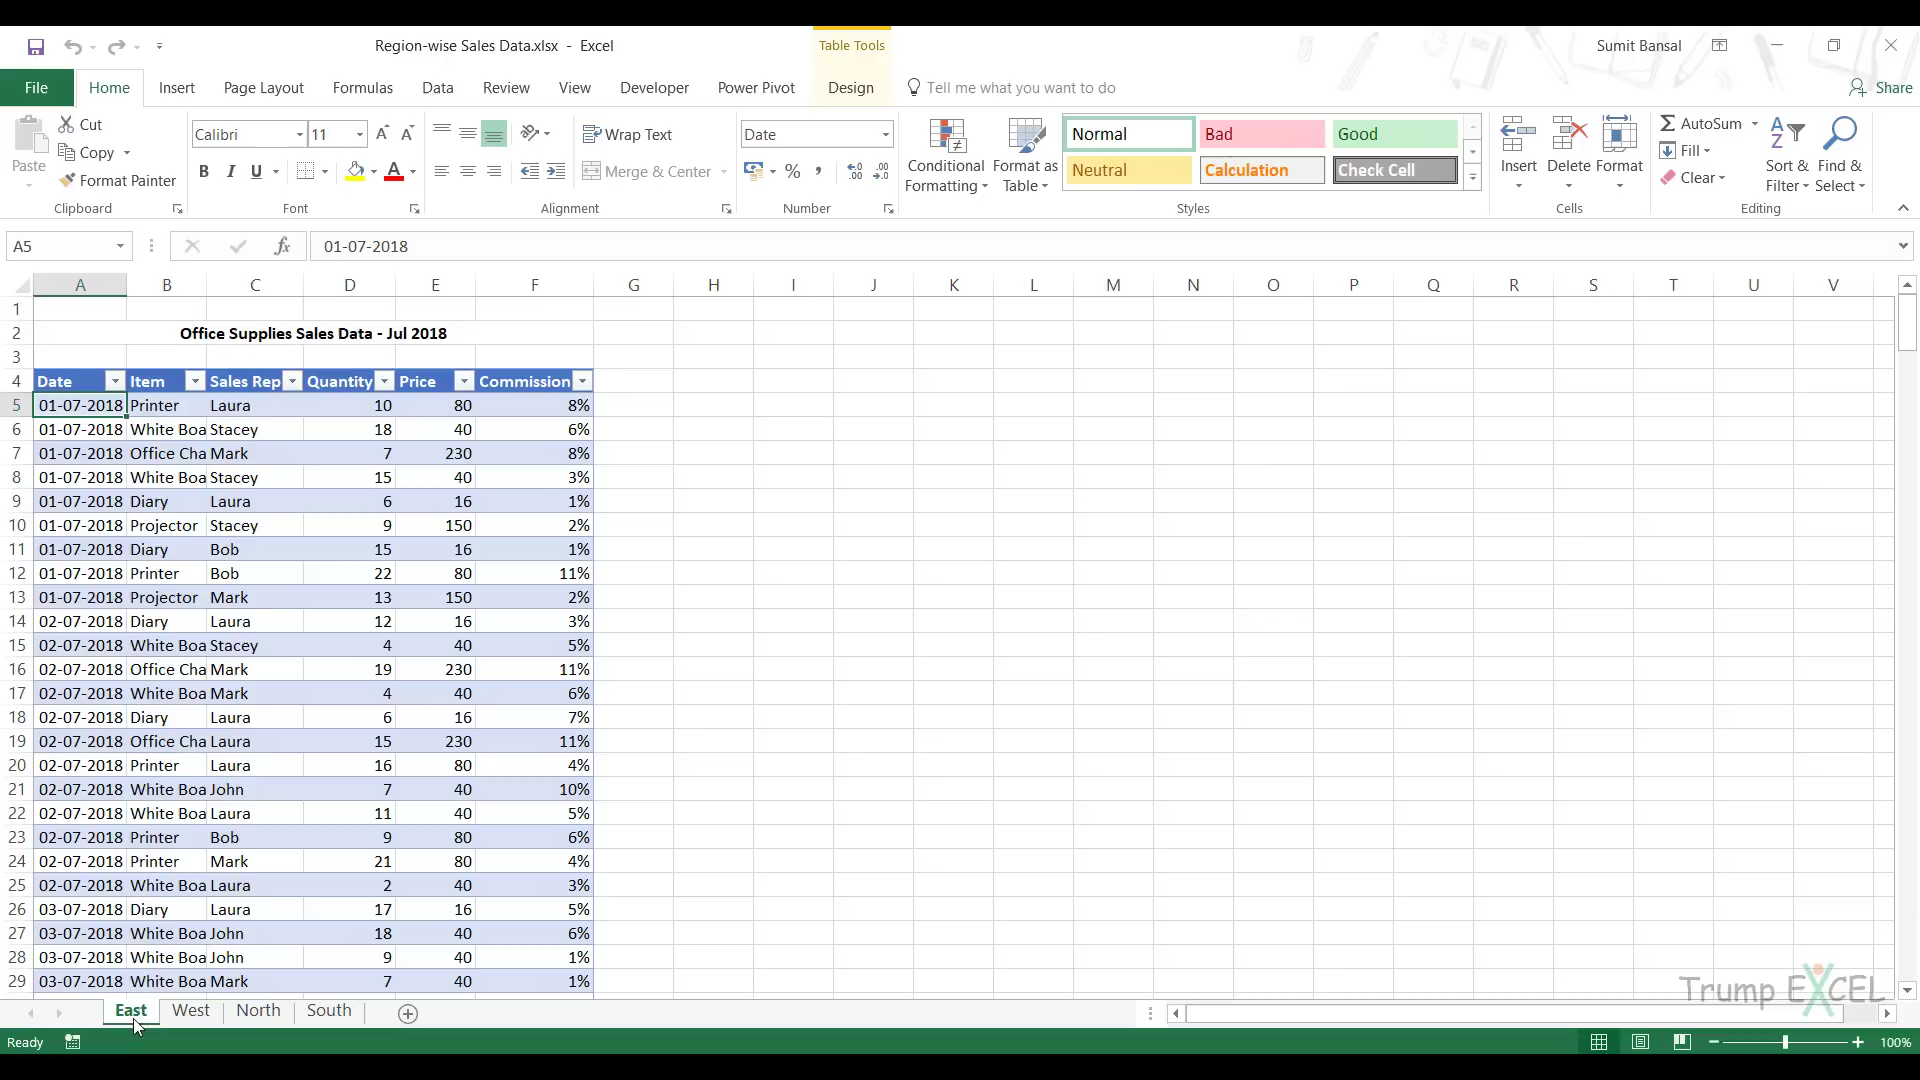 Region-wise Sales Data.xlsx - Excel
Table Tools
Sumit Bansal
File Home Insert Page Layout Formulas Data Review View Developer Power Pivot Design Tell me what you want to do Share
Paste
Cut
Copy
Format Painter
Clipboard
Calibri 11
B I U A
Font
Wrap Text
Merge & Center
Alignment
Date
%
Number
Conditional Formatting
Format as Table
Normal Bad Good
Neutral Calculation Check Cell
Styles
Insert Delete Format
Cells
AutoSum
Fill
Clear
Sort & Filter
Find & Select
Editing
A5 fx 01-07-2018
A B C D E F G H I J K L M N O P Q R S T U V
1
2 Office Supplies Sales Data - Jul 2018
3
4 Date Item Sales Rep Quantity Price Commission
5 01-07-2018 Printer Laura 10 80 8%
6 01-07-2018 White Boa Stacey 18 40 6%
7 01-07-2018 Office Cha Mark 7 230 8%
8 01-07-2018 White Boa Stacey 15 40 3%
9 01-07-2018 Diary Laura 6 16 1%
10 01-07-2018 Projector Stacey 9 150 2%
11 01-07-2018 Diary Bob 15 16 1%
12 01-07-2018 Printer Bob 22 80 11%
13 01-07-2018 Projector Mark 13 150 2%
14 02-07-2018 Diary Laura 12 16 3%
15 02-07-2018 White Boa Stacey 4 40 5%
16 02-07-2018 Office Cha Mark 19 230 11%
17 02-07-2018 White Boa Mark 4 40 6%
18 02-07-2018 Diary Laura 6 16 7%
19 02-07-2018 Office Cha Laura 15 230 11%
20 02-07-2018 Printer Laura 16 80 4%
21 02-07-2018 White Boa John 7 40 10%
22 02-07-2018 White Boa Laura 11 40 5%
23 02-07-2018 Printer Bob 9 80 6%
24 02-07-2018 Printer Mark 21 80 4%
25 02-07-2018 White Boa Laura 2 40 3%
26 03-07-2018 Diary Laura 17 16 5%
27 03-07-2018 White Boa John 18 40 6%
28 03-07-2018 White Boa John 9 40 1%
29 03-07-2018 White Boa Mark 7 40 1%
Trump EXCEL
East West North South
Ready 100%